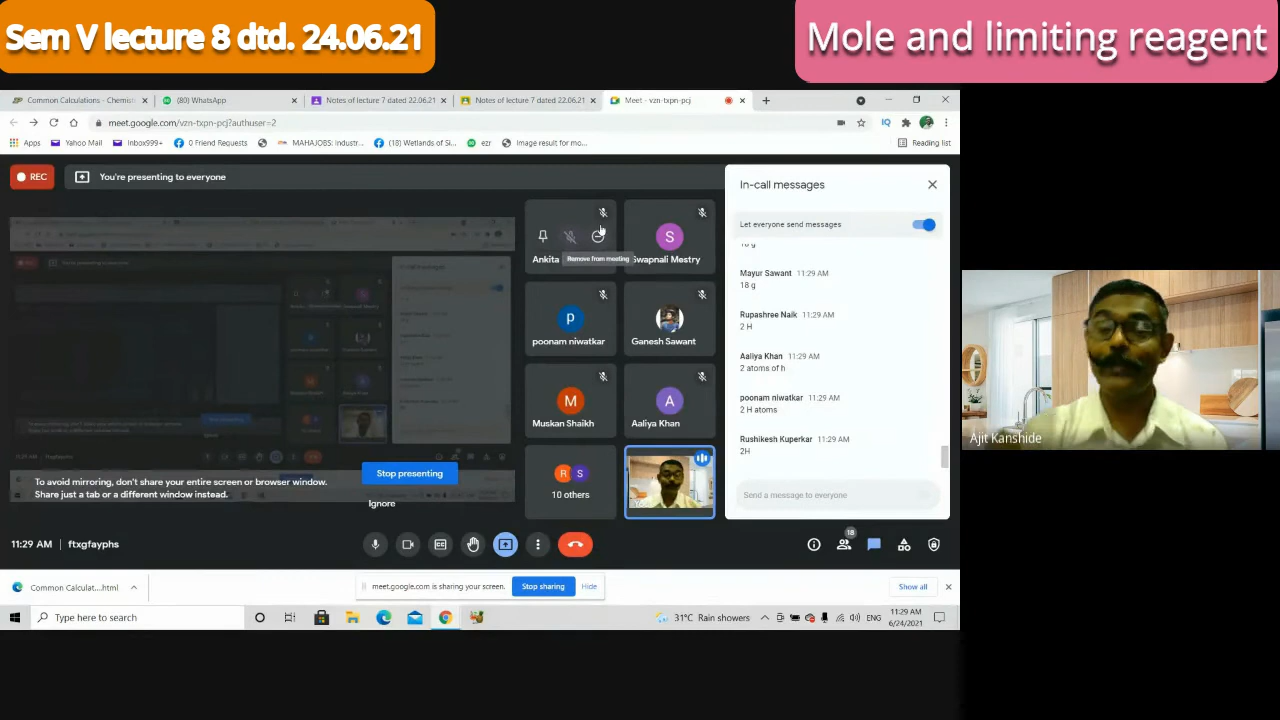 Sem V lecture 8 dtd. 24.06.21
Mole and limiting reagent
Common Calculations - Chemis
(80) WhatsApp
Notes of lecture 7 dated 22.06.21
Notes of lecture 7 dated 22.06.21
Meet - vzn-txpn-pcj
meet.google.com/vzn-txpn-pcj?authuser=2
Apps
Yahoo Mail
Inbox999+
0 Friend Requests
MAHAJOBS: Industr...
(18) Wetlands of Si...
ezr
Image result for mo...
Reading list
REC
You're presenting to everyone
In-call messages
Let everyone send messages
Ankita
Remove from meeting
Swapnali Mestry
poonam niwatkar
Ganesh Sawant
Muskan Shaikh
Aaliya Khan
10 others
18 g
Mayur Sawant 11:29 AM
18 g
Rupashree Naik 11:29 AM
2 H
Aaliya Khan 11:29 AM
2 atoms of h
poonam niwatkar 11:29 AM
2 H atoms
Rushikesh Kuperkar 11:29 AM
2H
Send a message to everyone
Ajit Kanshide
To avoid mirroring, don't share your entire screen or browser window.
Share just a tab or a different window instead.
Stop presenting
Ignore
11:29 AM | ftxgfayphs
18
Common Calculat....html
meet.google.com is sharing your screen.
Stop sharing
Hide
Show all
Type here to search
31°C Rain showers
ENG
11:29 AM
6/24/2021